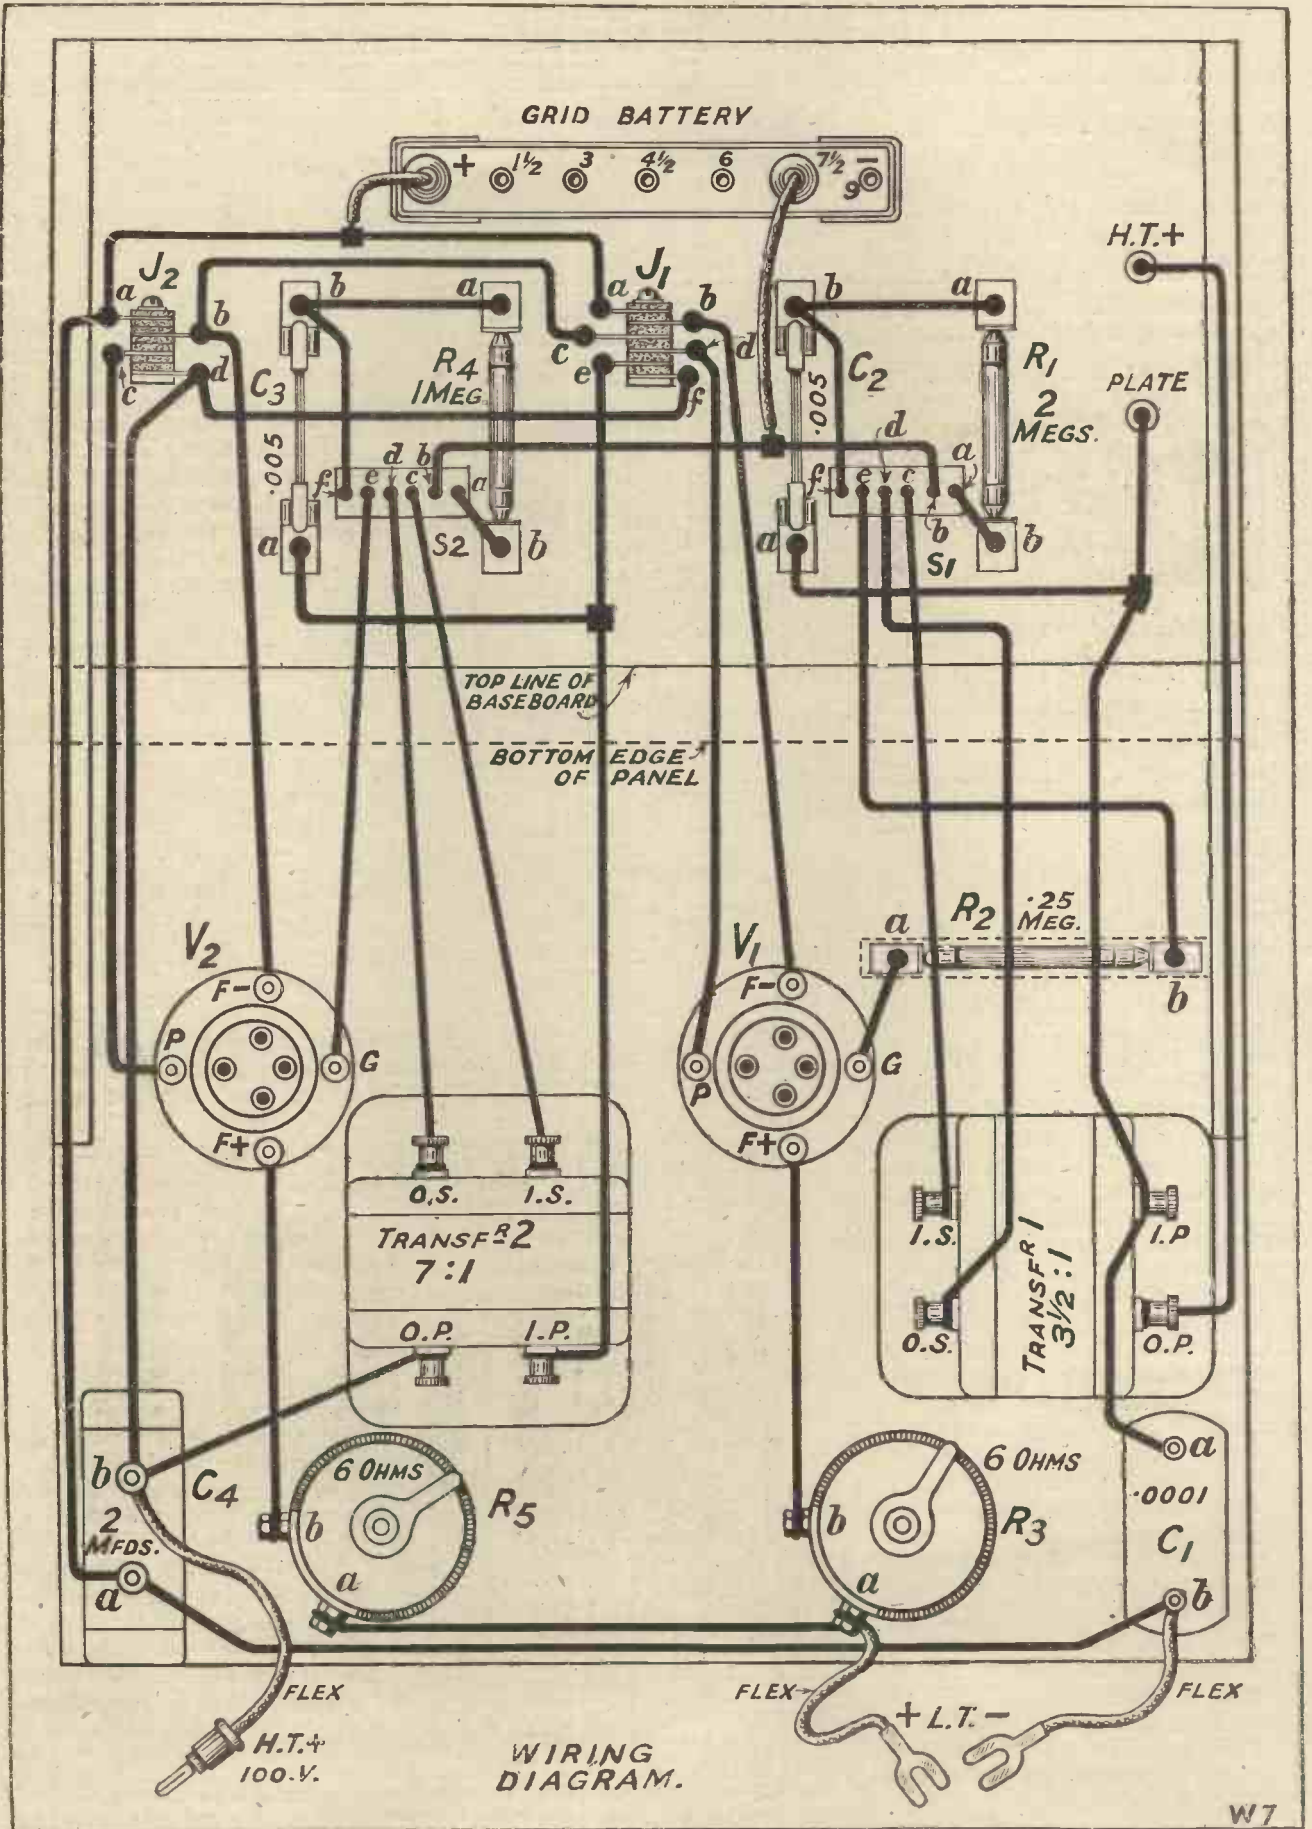 GRID BATTERY
+ 1½ 3 4½ 6 7½ − 9
H.T.+
J2
J1
a b a b b a b a
c d C3 R4 c d C2 R1
1 MEG e f 2 MEGS.
PLATE
.005
.005
f e d c b a
f e d c b a
a S2 b a S1 b
TOP LINE OF
BASEBOARD
BOTTOM EDGE
OF PANEL
V2
V1
a R2 .25
MEG.
b
F−
P G
F+
F−
P G
F+
O.S. I.S.
TRANSFR 2
7:1
O.P. I.P.
I.S. I.P
TRANSFR 1
3½:1
O.S. O.P.
b C4
2
MFDS.
a
6 OHMS
b R5
a
6 OHMS
b R3
a
a
.0001
C1
b
FLEX
FLEX
FLEX
+ L.T. −
H.T.+
100.V.
WIRING
DIAGRAM.
W7